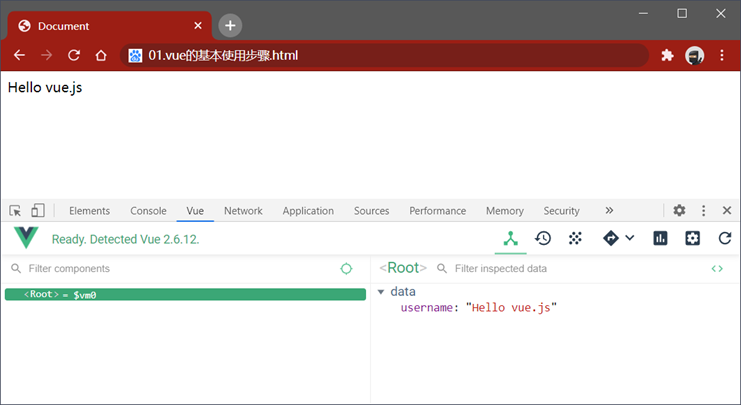 Document
01.vue的基本使用步骤.html
Hello vue.js
Elements Console Vue Network Application Sources Performance Memory Security
Ready. Detected Vue 2.6.12.
Filter components
<Root> Filter inspected data
<Root> = $vm0
data
username: "Hello vue.js"